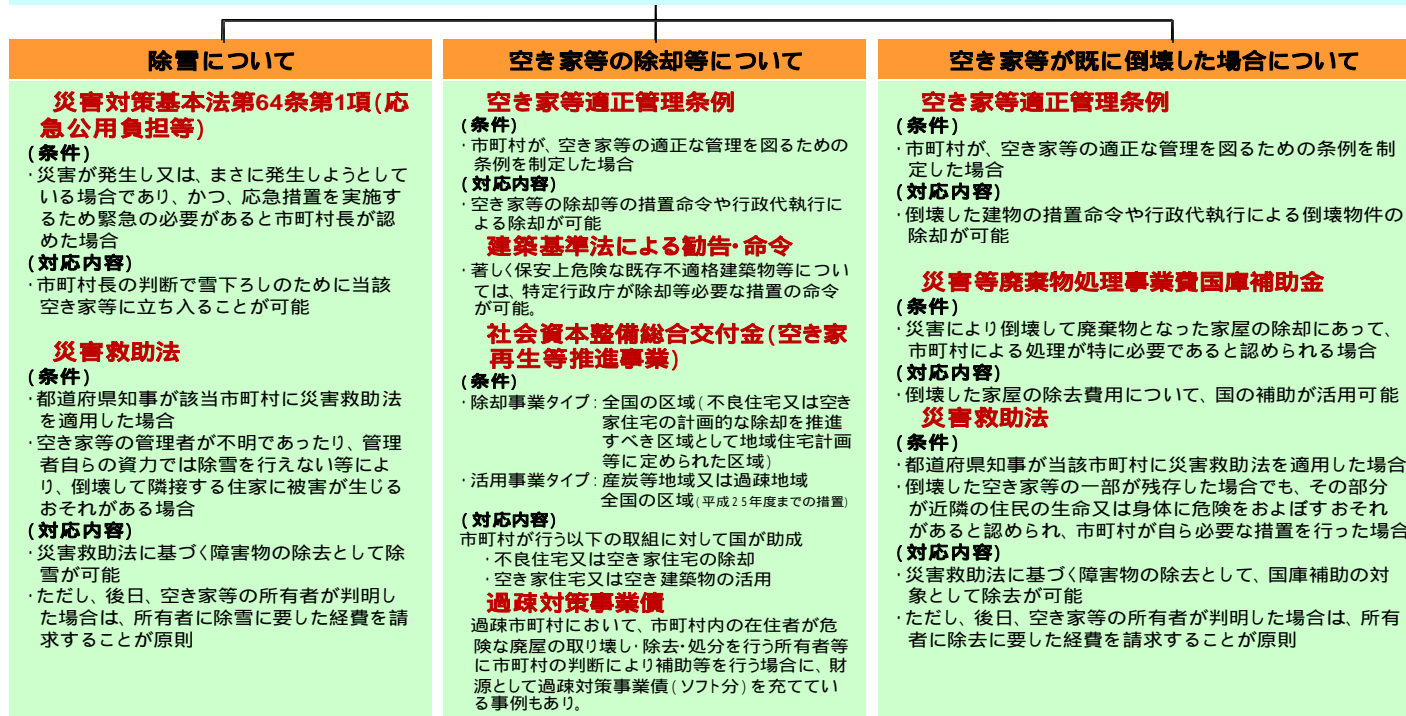 除雪について
災害対策基本法第64条第1項(応
急公用負担等)
(条件)
・災害が発生し又は、まさに発生しようとして
いる場合であり、かつ、応急措置を実施す
るため緊急の必要があると市町村長が認
めた場合
(対応内容)
・市町村長の判断で雪下ろしのために当該
空き家等に立ち入ることが可能
災害救助法
(条件)
・都道府県知事が該当市町村に災害救助法
を適用した場合
・空き家等の管理者が不明であったり、管理
者自らの資力では除雪を行えない等によ
り、倒壊して隣接する住家に被害が生じる
おそれがある場合
(対応内容)
・災害救助法に基づく障害物の除去として除
雪が可能
・ただし、後日、空き家等の所有者が判明し
た場合は、所有者に除雪に要した経費を請
求することが原則
空き家等の除却等について
空き家等適正管理条例
(条件)
・市町村が、空き家等の適正な管理を図るための
条例を制定した場合
(対応内容)
・空き家等の除却等の措置命令や行政代執行に
よる除却が可能
建築基準法による勧告・命令
・著しく保安上危険な既存不適格建築物等につい
ては、特定行政庁が除却等必要な措置の命令
が可能。
社会資本整備総合交付金(空き家
再生等推進事業)
(条件)
・除却事業タイプ：全国の区域(不良住宅又は空き
家住宅の計画的な除却を推進
すべき区域として地域住宅計画
等に定められた区域)
・活用事業タイプ：産炭等地域又は過疎地域
全国の区域(平成25年度までの措置)
(対応内容)
市町村が行う以下の取組に対して国が助成
・不良住宅又は空き家住宅の除却
・空き家住宅又は空き建築物の活用
過疎対策事業債
過疎市町村において、市町村内の在住者が危
険な廃屋の取り壊し・除去・処分を行う所有者等
に市町村の判断により補助等を行う場合に、財
源として過疎対策事業債(ソフト分)を充ててい
る事例もあり。
空き家等が既に倒壊した場合について
空き家等適正管理条例
(条件)
・市町村が、空き家等の適正な管理を図るための条例を制
定した場合
(対応内容)
・倒壊した建物の措置命令や行政代執行による倒壊物件の
除却が可能
災害等廃棄物処理事業費国庫補助金
(条件)
・災害により倒壊して廃棄物となった家屋の除却にあって、
市町村による処理が特に必要であると認められる場合
(対応内容)
・倒壊した家屋の除去費用について、国の補助が活用可能
災害救助法
(条件)
・都道府県知事が当該市町村に災害救助法を適用した場合
・倒壊した空き家等の一部が残存した場合でも、その部分
が近隣の住民の生命又は身体に危険をおよぼすおそれ
があると認められ、市町村が自ら必要な措置を行った場合
(対応内容)
・災害救助法に基づく障害物の除去として、国庫補助の対
象として除去が可能
・ただし、後日、空き家等の所有者が判明した場合は、所有
者に除去に要した経費を請求することが原則